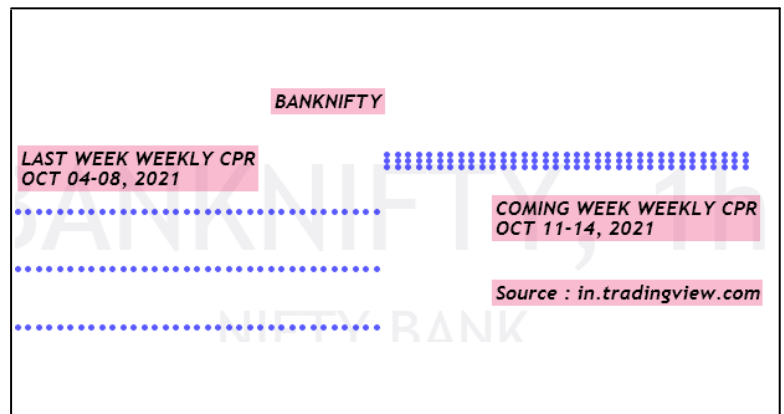 BANKNIFTY
LAST WEEK WEEKLY CPR
OCT 04-08, 2021
COMING WEEK WEEKLY CPR
OCT 11-14, 2021
Source : in.tradingview.com
BANKNIFTY, 1h
NIFTY BANK